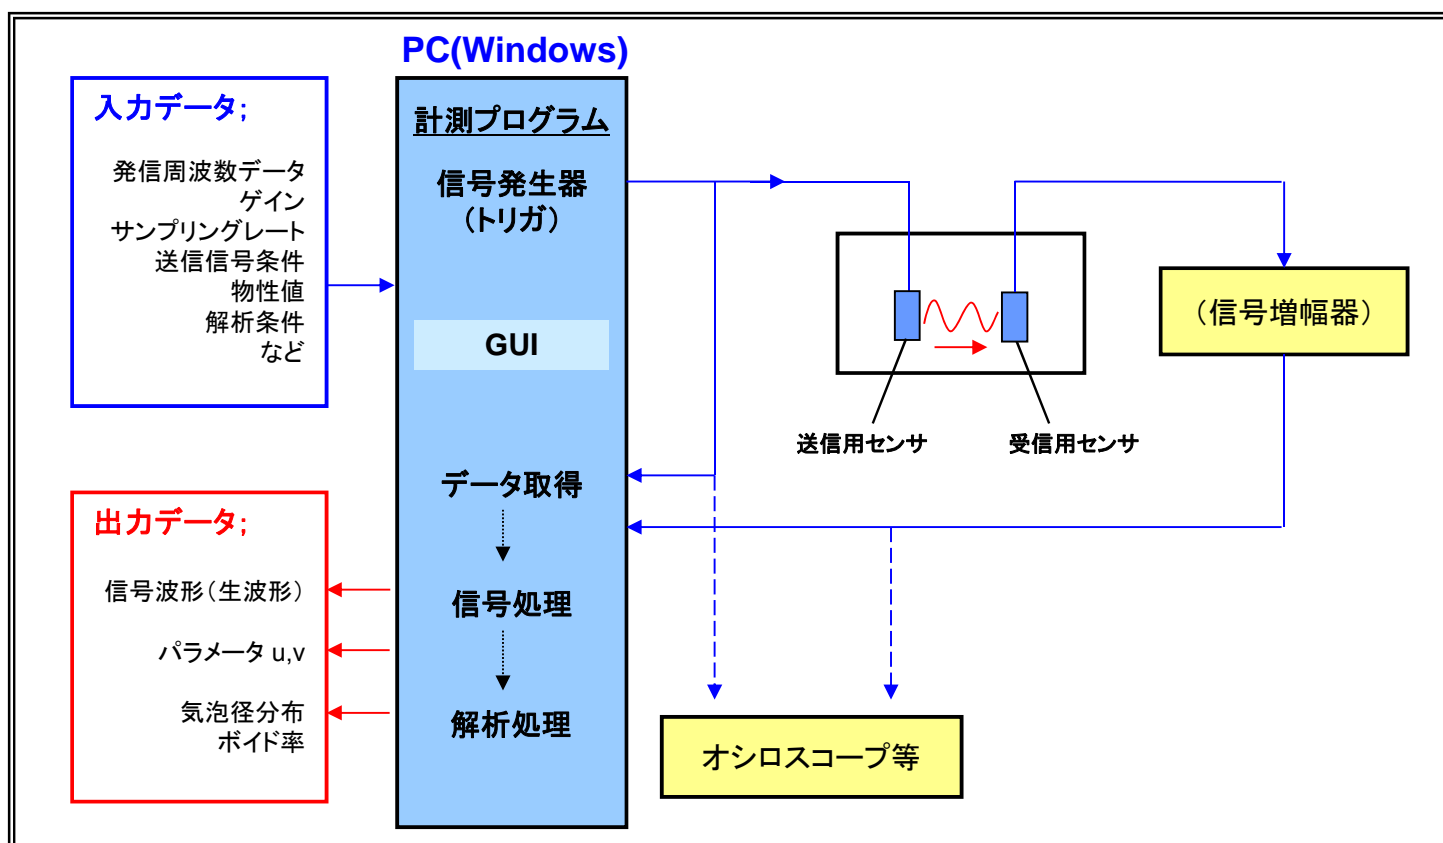 PC(Windows)
入力データ;
発信周波数データ
ゲイン
サンプリングレート
送信信号条件
物性値
解析条件
など
計測プログラム
信号発生器
（トリガ）
GUI
データ取得
信号処理
解析処理
送信用センサ
受信用センサ
（信号増幅器）
オシロスコープ等
出力データ;
信号波形（生波形）
パラメータ u,v
気泡径分布
ボイド率